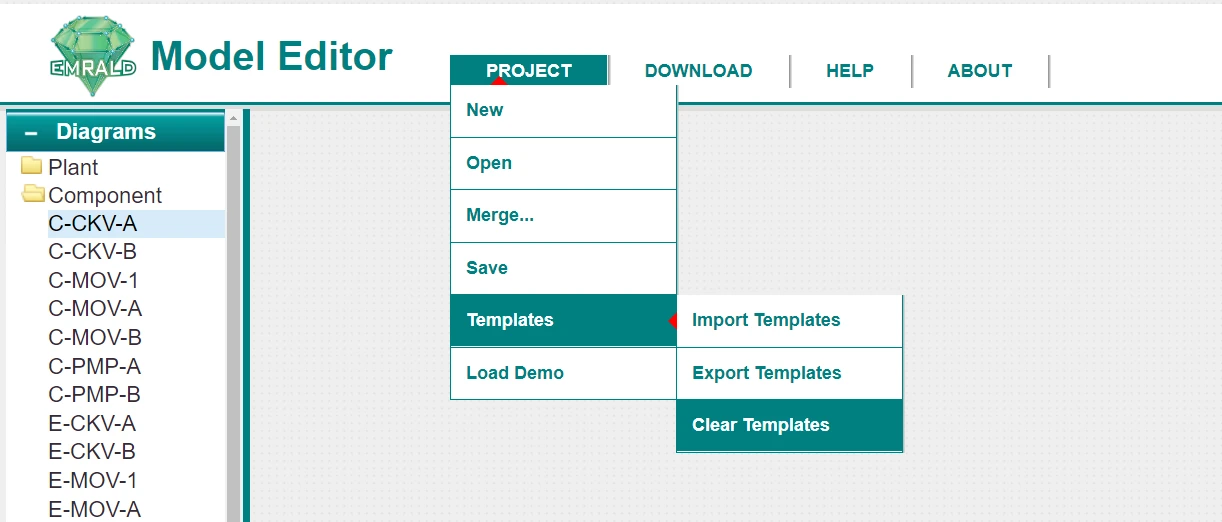 EMRALD
Model Editor
PROJECT
DOWNLOAD
HELP
ABOUT
New
Open
Merge...
Save
Templates
Load Demo
Import Templates
Export Templates
Clear Templates
– Diagrams
Plant
Component
C-CKV-A
C-CKV-B
C-MOV-1
C-MOV-A
C-MOV-B
C-PMP-A
C-PMP-B
E-CKV-A
E-CKV-B
E-MOV-1
E-MOV-A